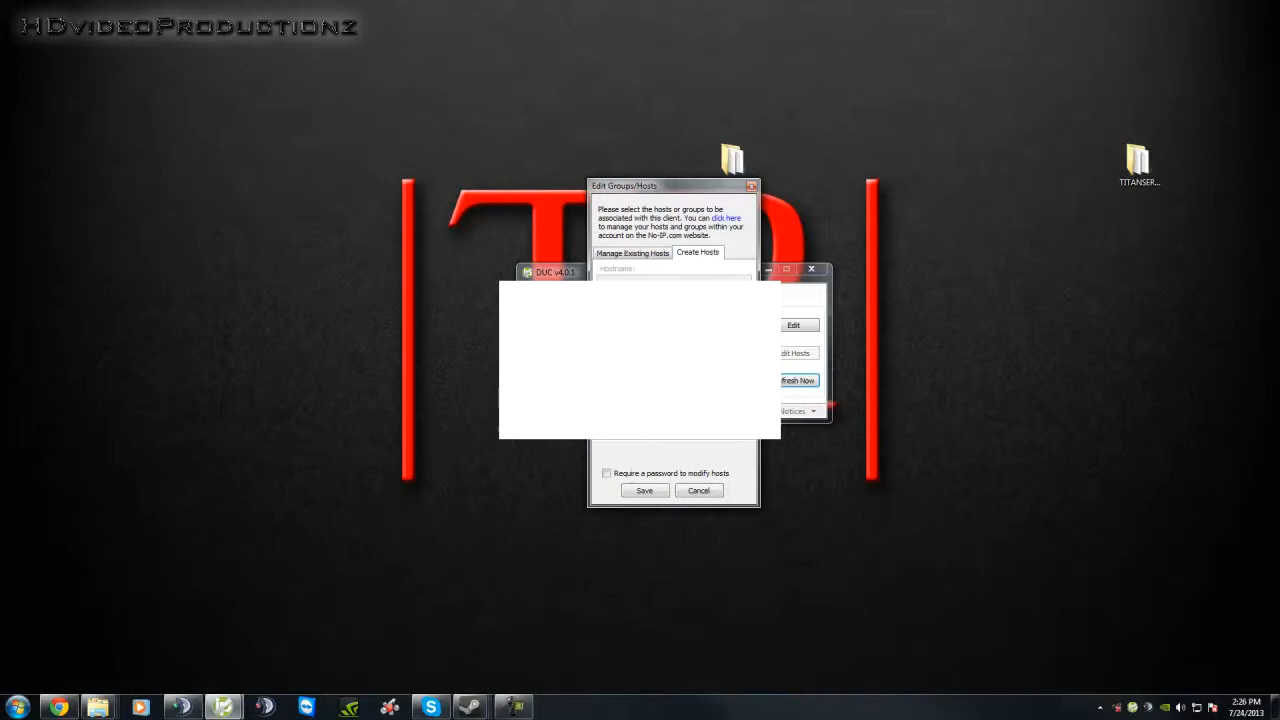 HDvideoProductionz
TITANSER...
Edit Groups/Hosts
Please select the hosts or groups to be
associated with this client. You can click here
to manage your hosts and groups within your
account on the No-IP.com website.
Manage Existing Hosts
Create Hosts
Hostname:
DUC v4.0.1
Edit
dit Hosts
fresh Now
Notices
Require a password to modify hosts
Save
Cancel
2:26 PM
7/24/2013